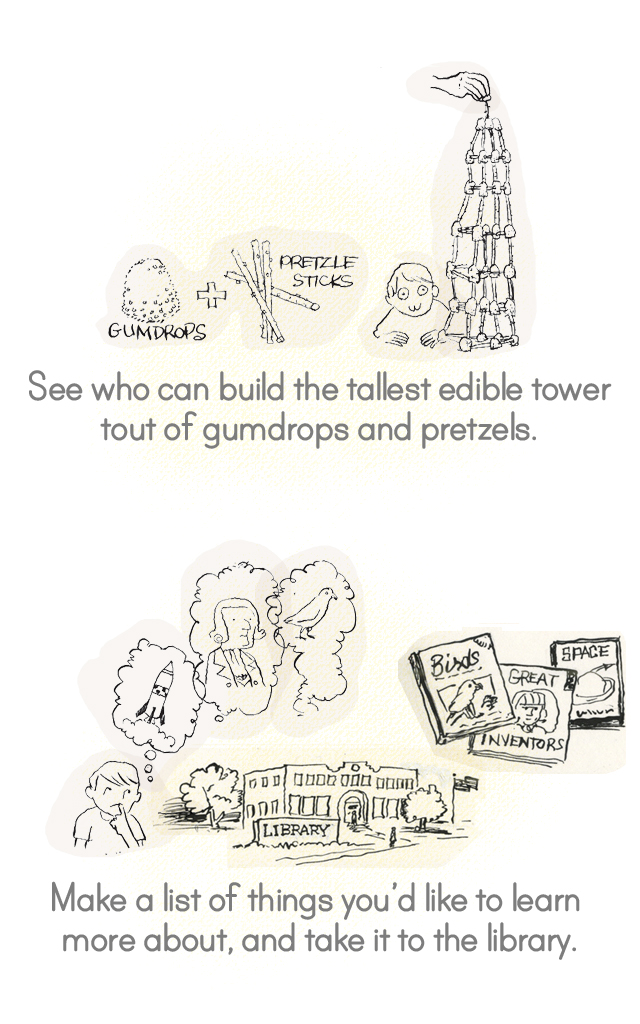 PRETZLE
STICKS
GUMDROPS
See who can build the tallest edible tower
tout of gumdrops and pretzels.
Birds
GREAT
INVENTORS
SPACE
LIBRARY
Make a list of things you'd like to learn
more about, and take it to the library.